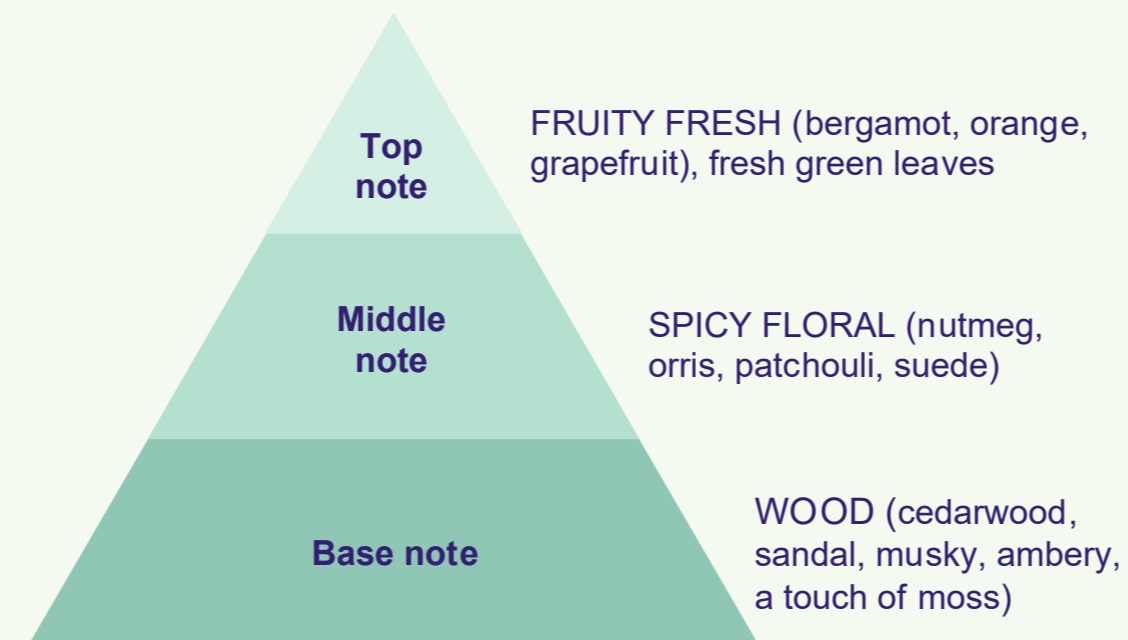 Top
note
FRUITY FRESH (bergamot, orange,
grapefruit), fresh green leaves
Middle
note
SPICY FLORAL (nutmeg,
orris, patchouli, suede)
Base note
WOOD (cedarwood,
sandal, musky, ambery,
a touch of moss)